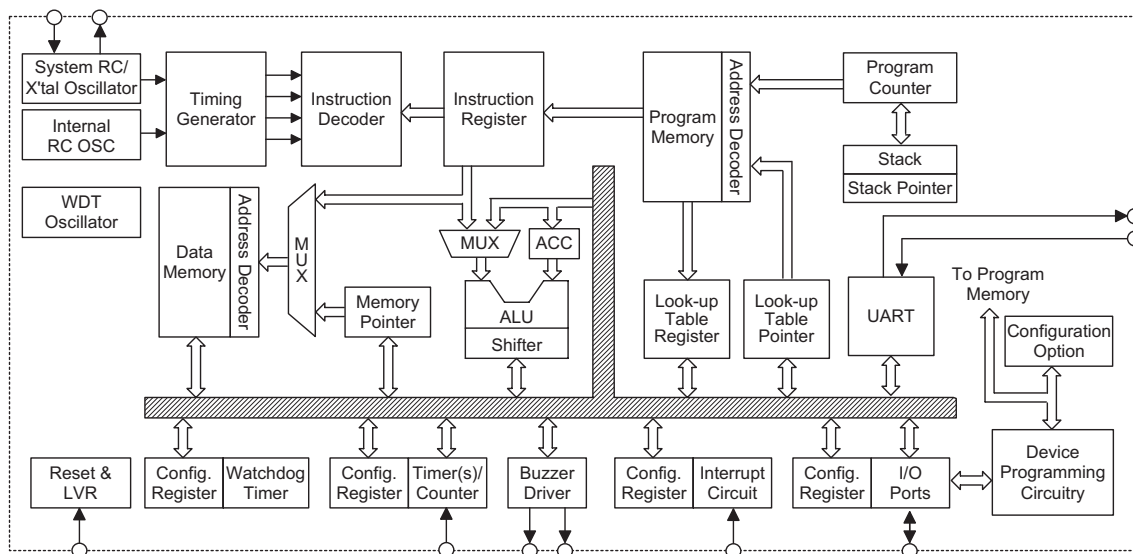 System RC/
X'tal Oscillator
Internal
RC OSC
Timing
Generator
Instruction
Decoder
Instruction
Register
Program
Memory
Address Decoder
Program
Counter
Stack
Stack Pointer
WDT
Oscillator
Data
Memory
Address Decoder
MUX
MUX
ACC
Memory
Pointer
ALU
Shifter
Look-up
Table
Register
Look-up
Table
Pointer
UART
To Program
Memory
Configuration
Option
Reset &
LVR
Config.
Register
Watchdog
Timer
Config.
Register
Timer(s)/
Counter
Buzzer
Driver
Config.
Register
Interrupt
Circuit
Config.
Register
I/O
Ports
Device
Programming
Circuitry